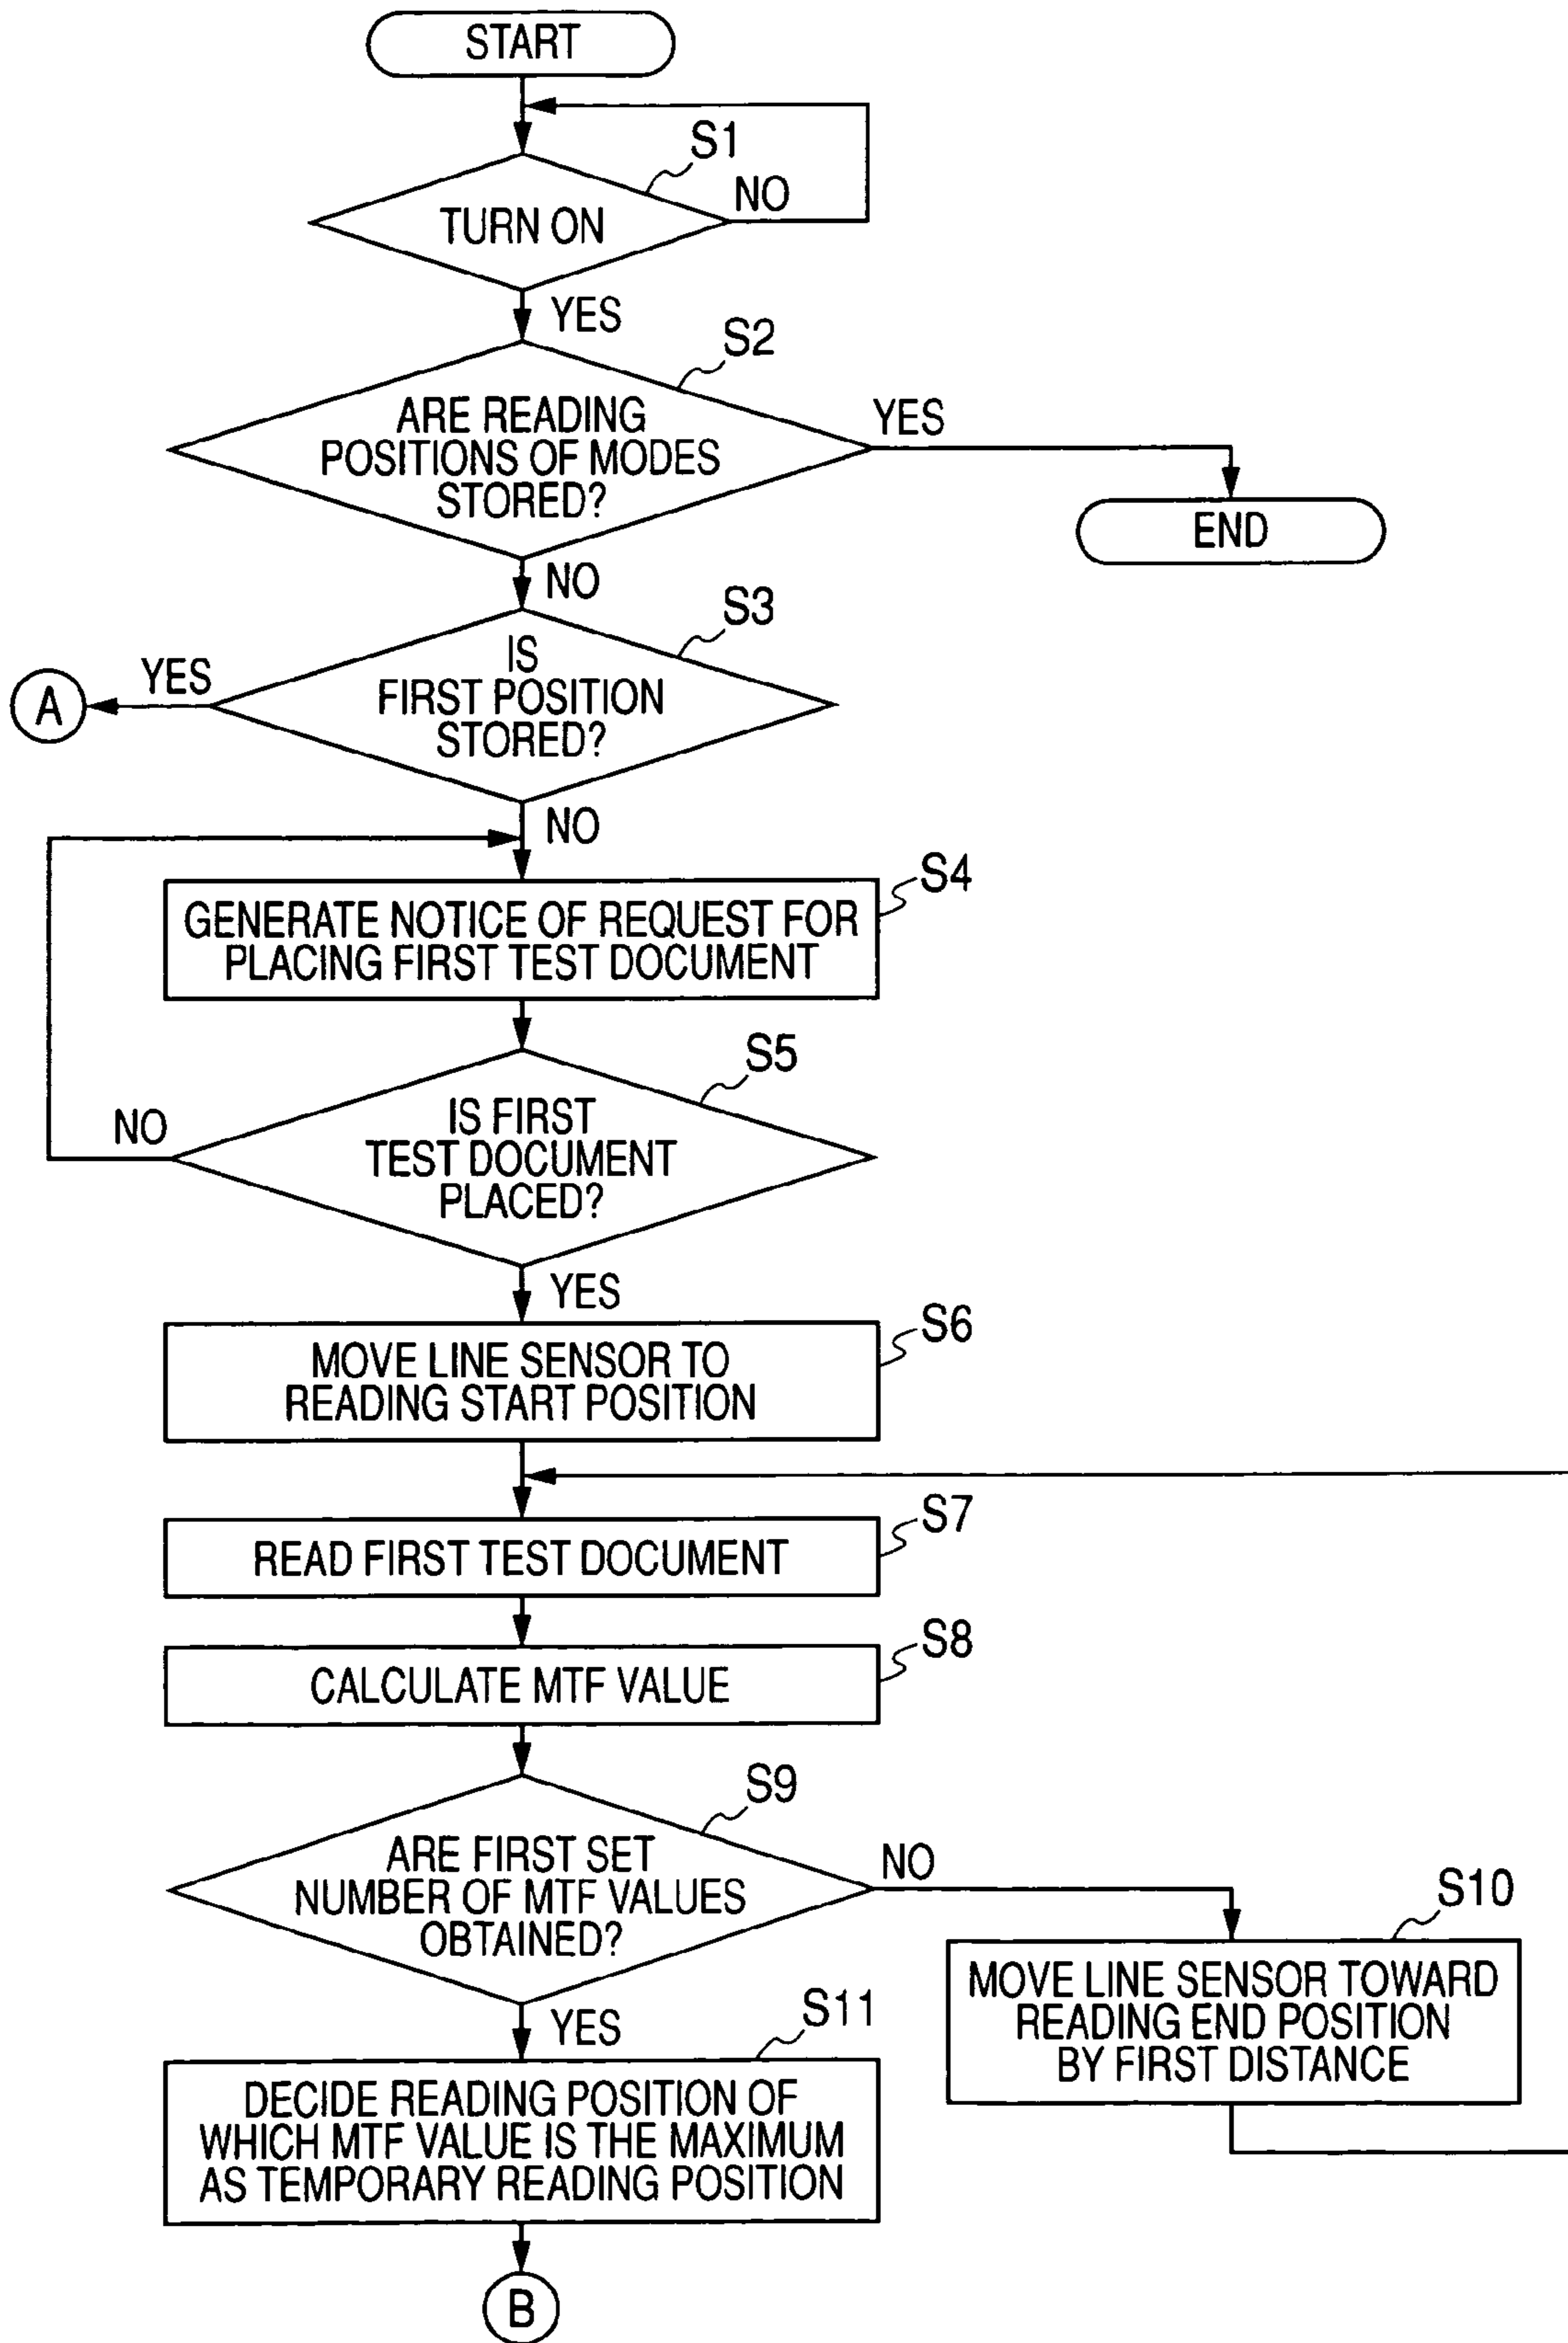 START
S1
NO
TURN ON
YES
S2
ARE READING
POSITIONS OF MODES
STORED?
YES
END
NO
S3
IS
FIRST POSITION
STORED?
YES
A
NO
S4
GENERATE NOTICE OF REQUEST FOR
PLACING FIRST TEST DOCUMENT
S5
IS FIRST
TEST DOCUMENT
PLACED?
NO
YES
S6
MOVE LINE SENSOR TO
READING START POSITION
S7
READ FIRST TEST DOCUMENT
S8
CALCULATE MTF VALUE
S9
ARE FIRST SET
NUMBER OF MTF VALUES
OBTAINED?
NO
S10
MOVE LINE SENSOR TOWARD
READING END POSITION
BY FIRST DISTANCE
YES
S11
DECIDE READING POSITION OF
WHICH MTF VALUE IS THE MAXIMUM
AS TEMPORARY READING POSITION
B